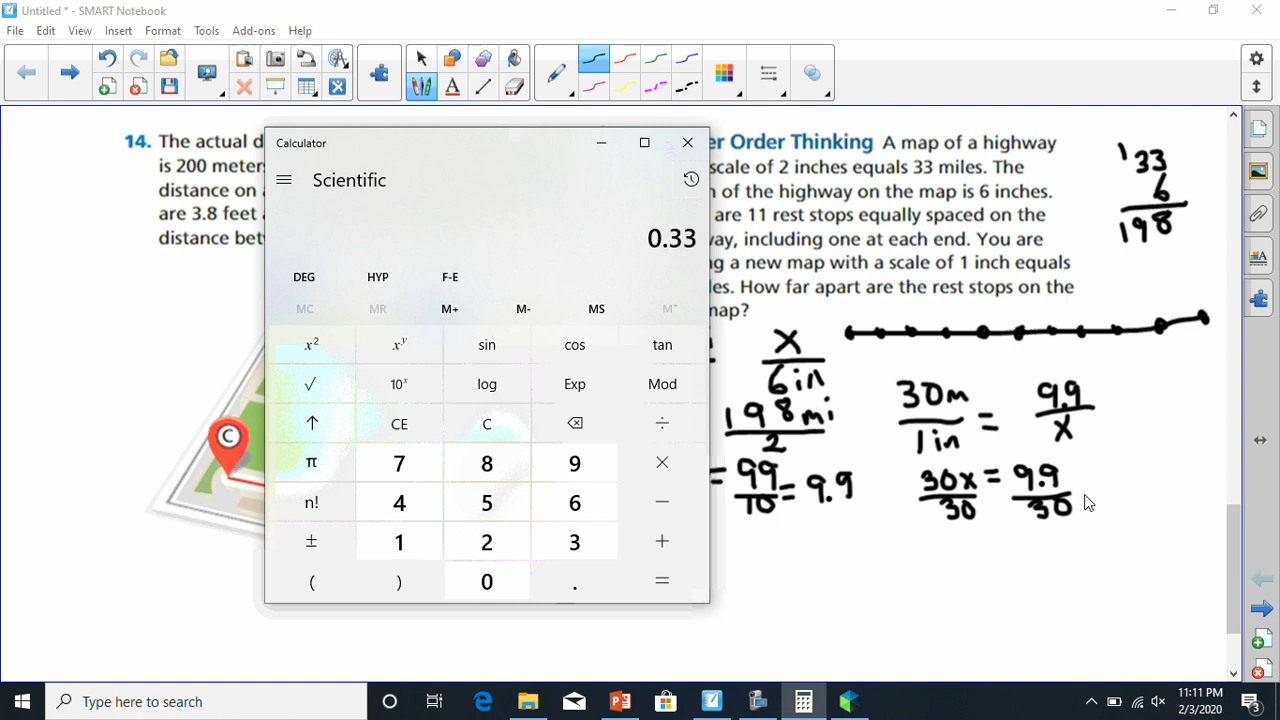 Untitled * - SMART Notebook
File Edit View Insert Format Tools Add-ons Help
14. The actual d
is 200 meter
distance on
are 3.8 feet
distance bet
C
Calculator
Scientific
0.33
DEG HYP F-E
MC MR M+ M- MS M˅
x² xʸ sin cos tan
√ 10ˣ log Exp Mod
↑ CE C ÷
π 7 8 9 ×
n! 4 5 6 −
± 1 2 3 +
( ) 0 . =
er Order Thinking A map of a highway
scale of 2 inches equals 33 miles. The
of the highway on the map is 6 inches.
are 11 rest stops equally spaced on the
ay, including one at each end. You are
g a new map with a scale of 1 inch equals
es. How far apart are the rest stops on the
map?
1
33
6
198
= x
6in
198mi
2
= 99 = 9.9
10
30m = 9.9
1in x
30x = 9.9
30 30
Type here to search
11:11 PM
2/3/2020
3